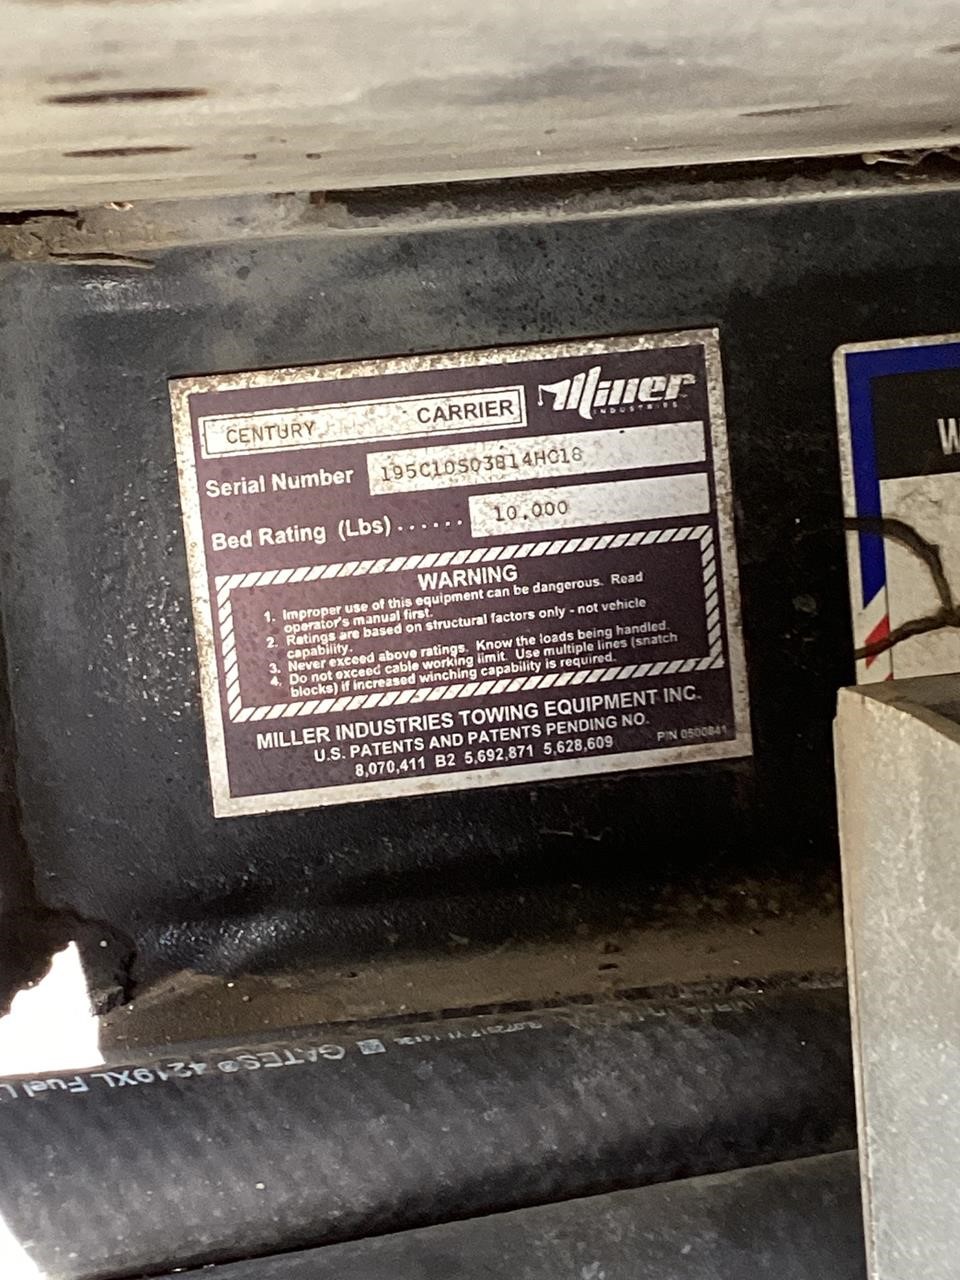 Miller
INDUSTRIES
CENTURY CARRIER
Serial Number 195C10SQ3814HC18
Bed Rating (Lbs)...... 10,000
WARNING
1. Improper use of this equipment can be dangerous. Read
operator's manual first.
2. Ratings are based on structural factors only - not vehicle
capability.
3. Never exceed above ratings. Know the loads being handled.
4. Do not exceed cable working limit. Use multiple lines (snatch
blocks) if increased winching capability is required.
MILLER INDUSTRIES TOWING EQUIPMENT INC.
U.S. PATENTS AND PATENTS PENDING NO.
8,070,411 B2 5,692,871 5,628,609
P/N 0500841
W
GATES® 4219XL Fuel L